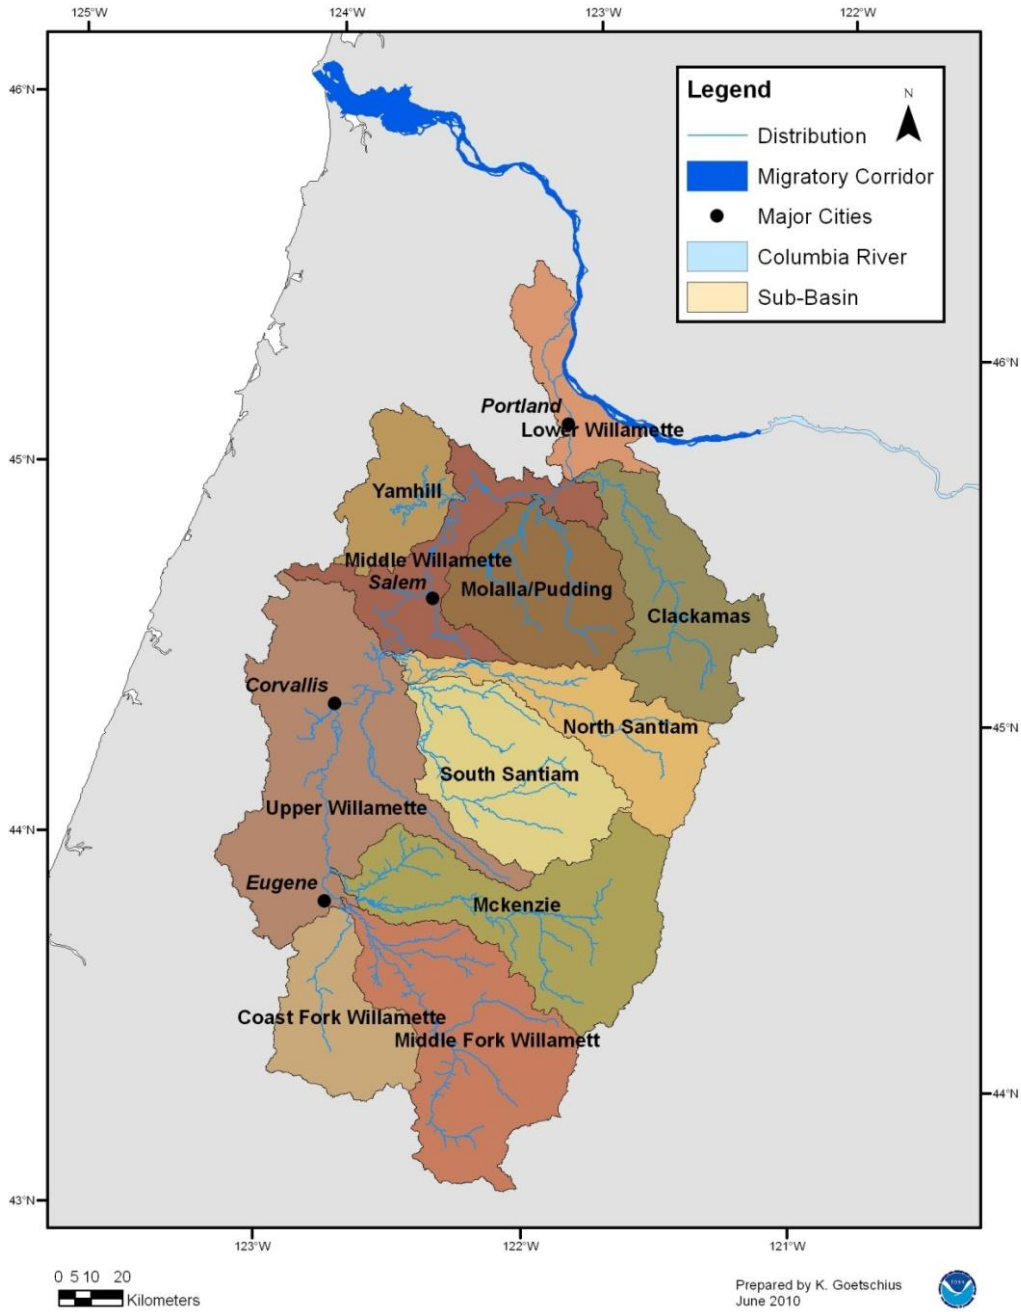 125°W 124°W 123°W 122°W
46°N
Legend
N
Distribution
Migratory Corridor
Major Cities
Columbia River
Sub-Basin
46°N
Portland
Lower Willamette
45°N
Yamhill
Middle Willamette
Salem
Molalla/Pudding
Clackamas
Corvallis
North Santiam
45°N
South Santiam
Upper Willamette
44°N
Eugene
Mckenzie
Coast Fork Willamette
Middle Fork Willamett
44°N
43°N
123°W 122°W 121°W
0 5 10 20
Kilometers
Prepared by K. Goetschius
June 2010